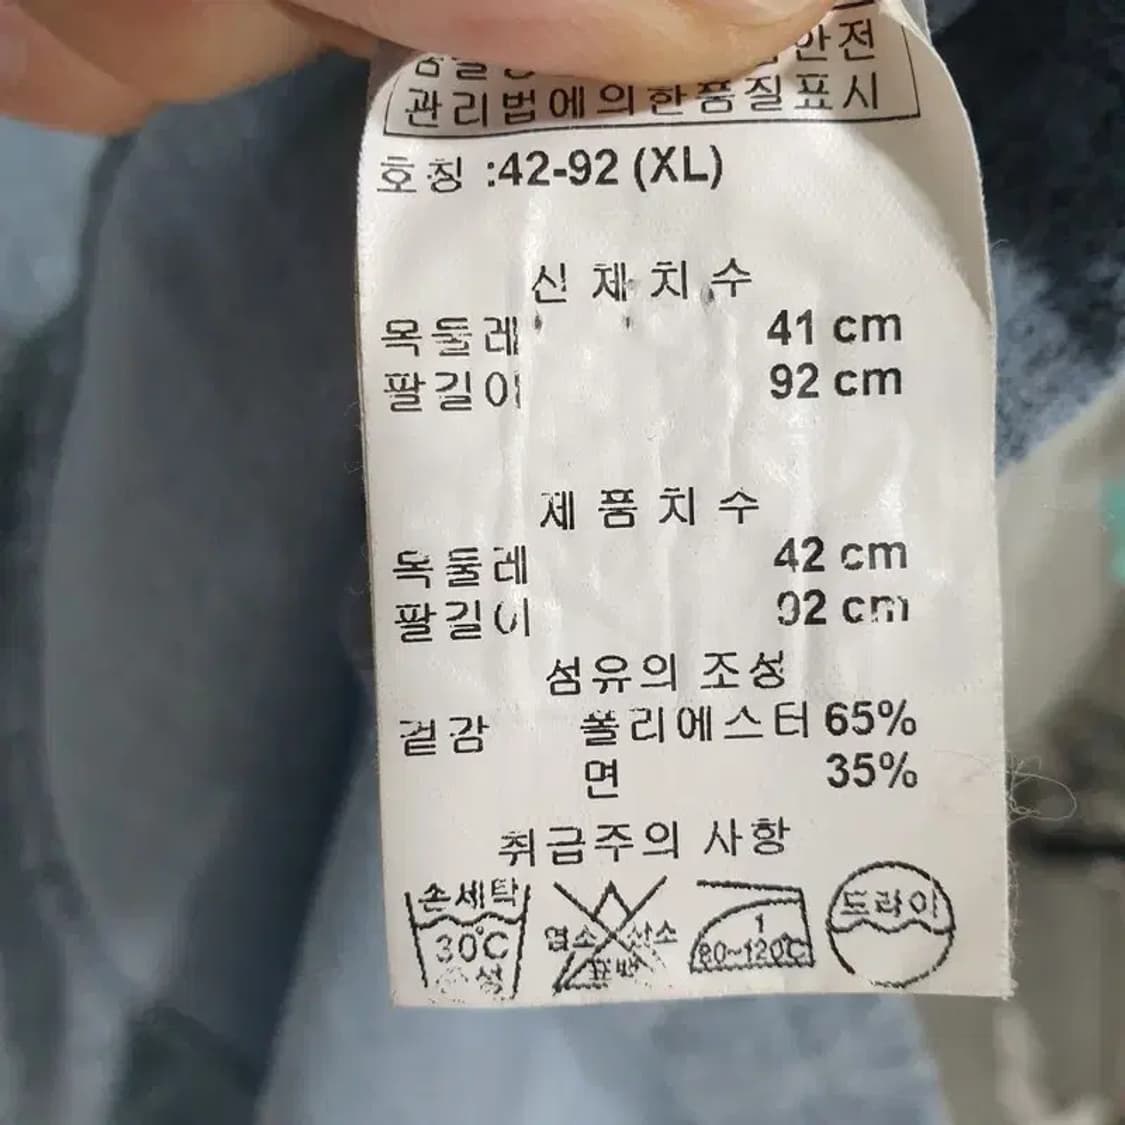 안전
관리법에의한품질표시
호칭 :42-92 (XL)
신체치수
목둘레 41 cm
팔길이 92 cm
제품치수
목둘레 42 cm
팔길이 92 cm
섬유의 조성
겉감 폴리에스터 65%
면 35%
취급주의 사항
손세탁 30℃
염소 산소 표백
1 80~120℃
드라이